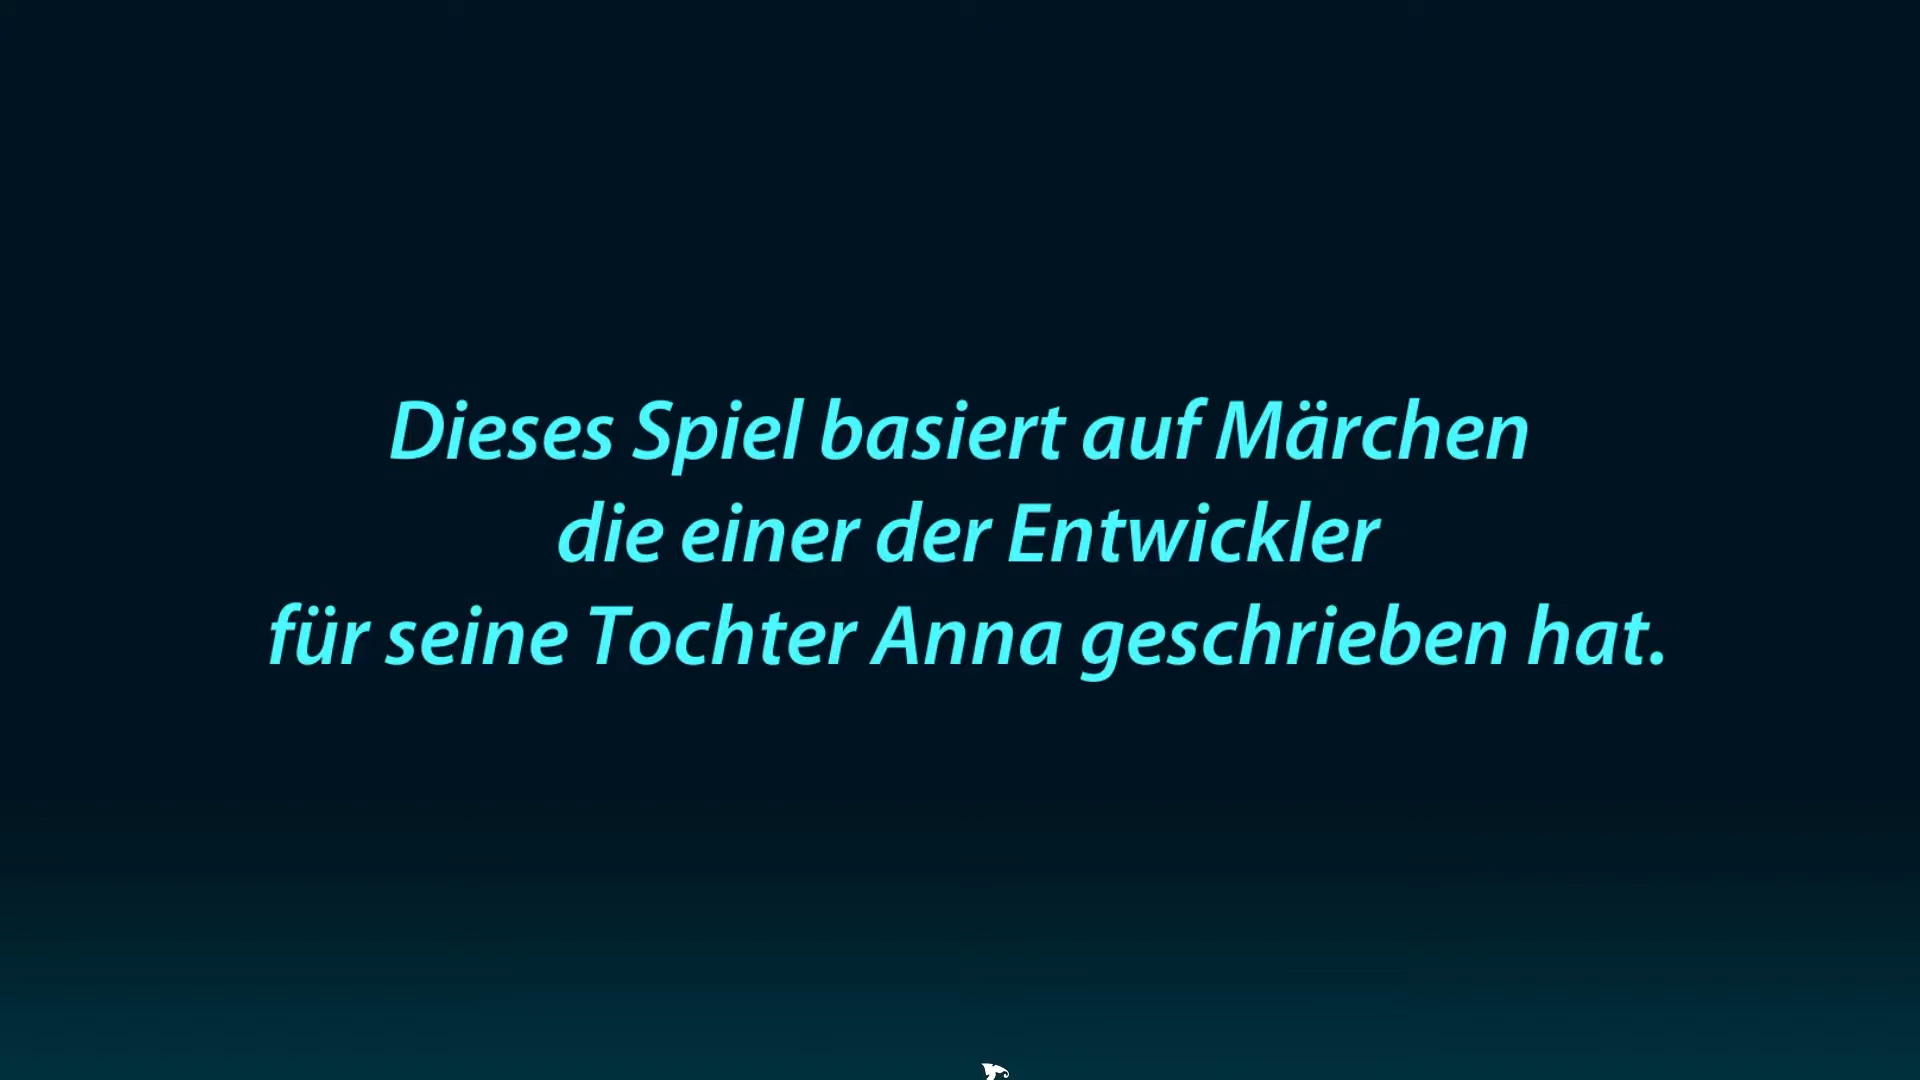 Dieses Spiel basiert auf Märchen
die einer der Entwickler
für seine Tochter Anna geschrieben hat.